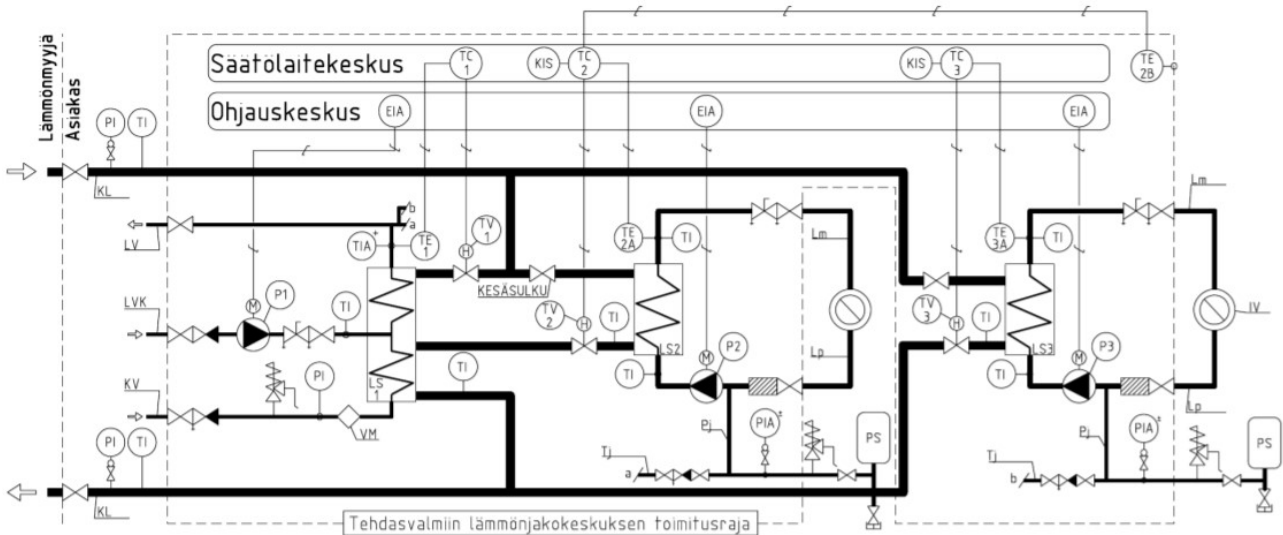 Lämmönmyyjä
Asiakas
Säätölaitekeskus
TC 1
KIS
TC 2
KIS
TC 3
TE 2B
Ohjauskeskus
EIA
EIA
EIA
PI
TI
KL
LV
b
a
TIA+
TE 1
TV 1
TE 2A
TI
Lm
TE 3A
TI
Lm
H
KESÄSULKU
LVK
M
P1
TI
TV 2
H
TI
LS2
TV 3
H
TI
LS3
IV
KV
PI
LS 1
TI
VM
TI
M
P2
Lp
TI
M
P3
Lp
PI
TI
KL
Tj
a
Pj
PIA±
PS
Tj
b
Pj
PIA±
PS
Tehdasvalmiin lämmönjakokeskuksen toimitusraja